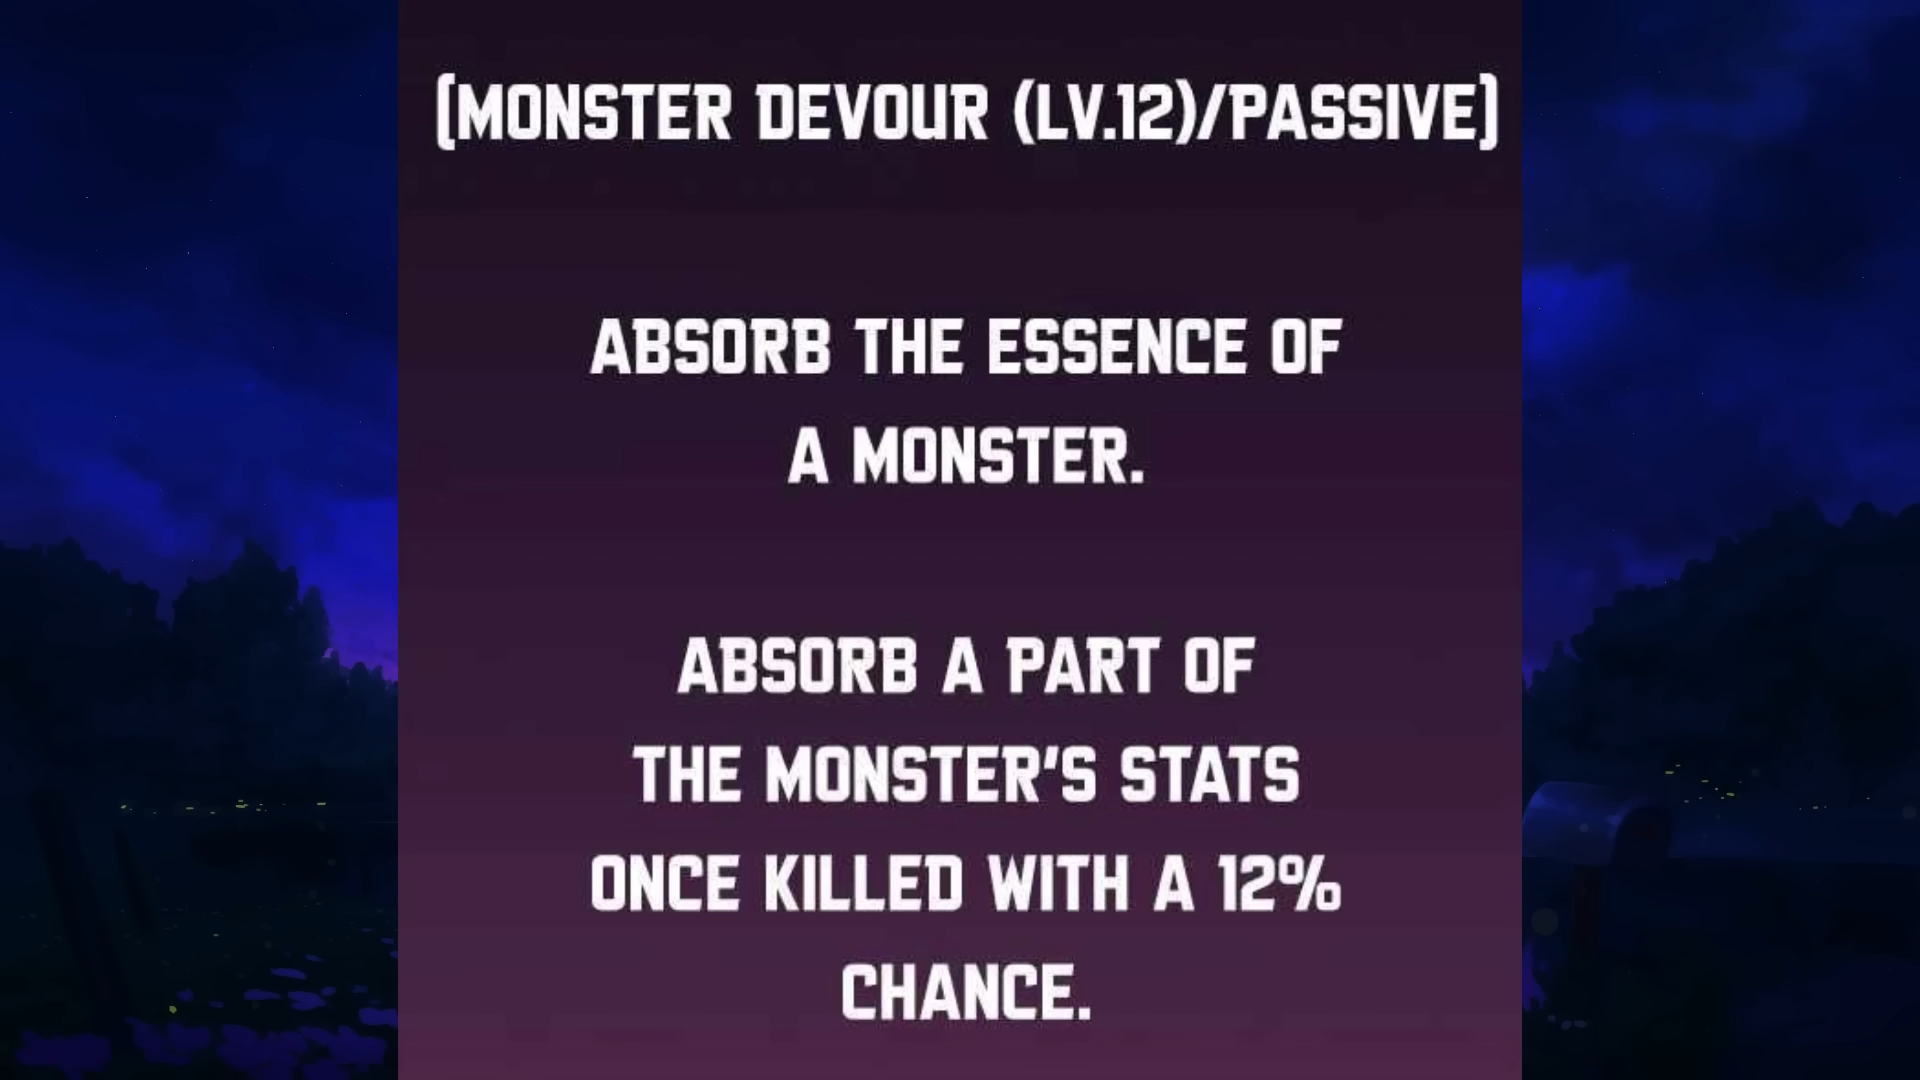 [MONSTER DEVOUR (LV.12)/PASSIVE]
ABSORB THE ESSENCE OF
A MONSTER.
ABSORB A PART OF
THE MONSTER'S STATS
ONCE KILLED WITH A 12%
CHANCE.